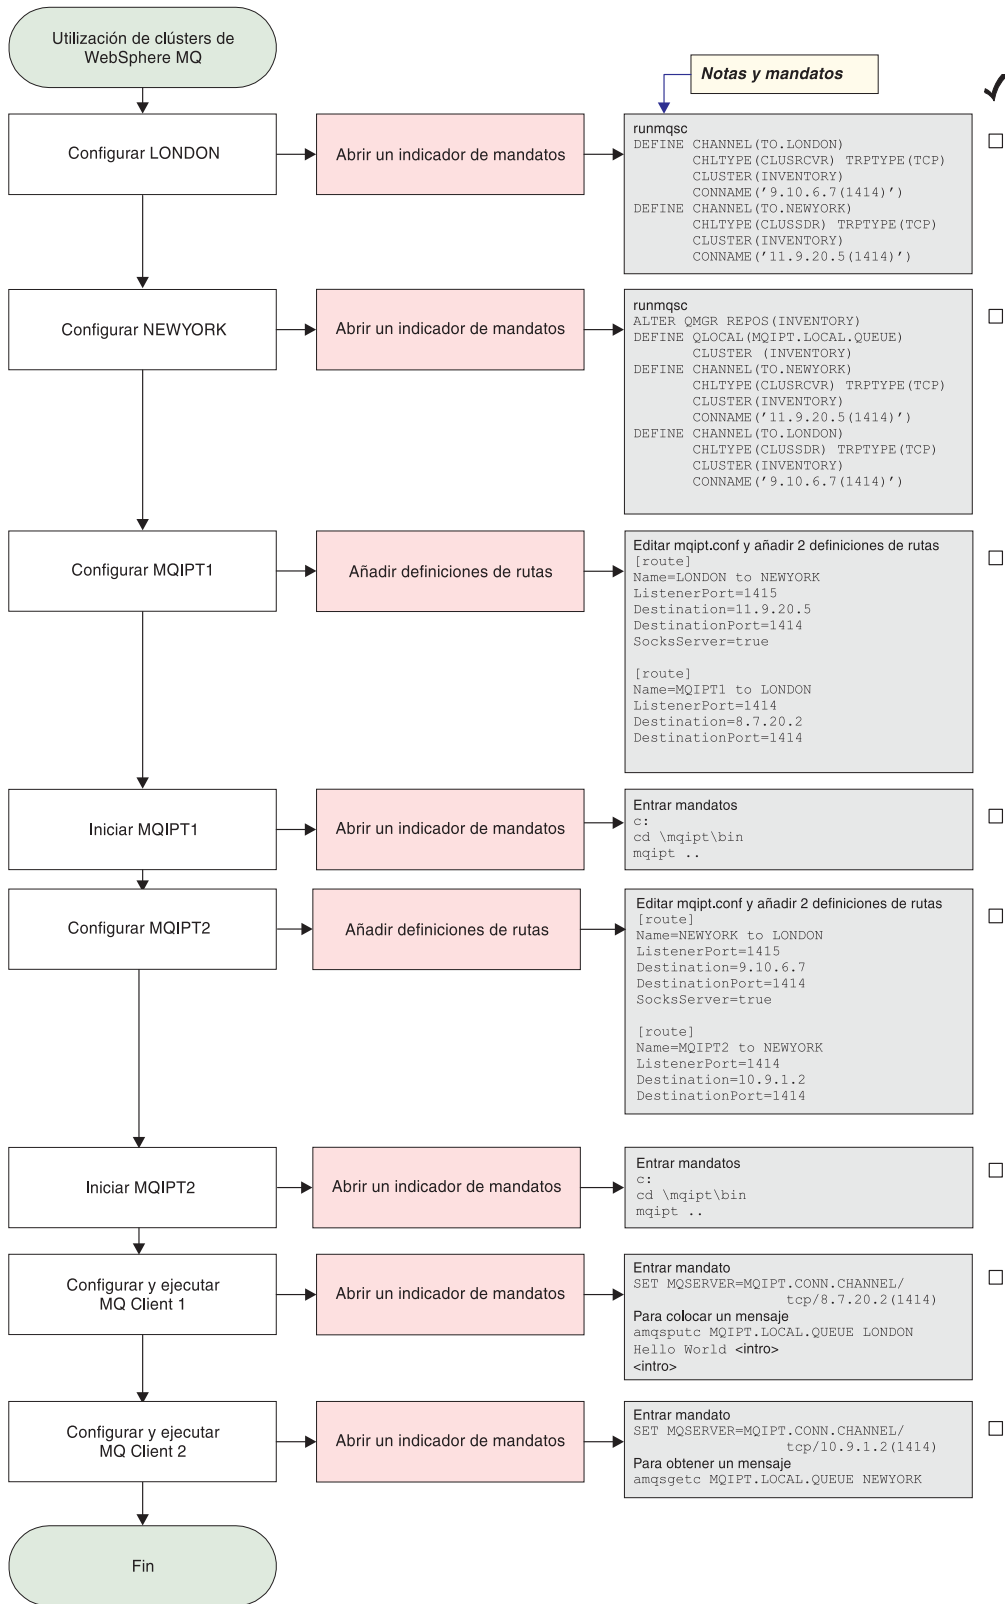 Utilización de clústers de
WebSphere MQ
Notas y mandatos
Configurar LONDON
Abrir un indicador de mandatos
runmqsc
DEFINE CHANNEL(TO.LONDON)
CHLTYPE(CLUSRCVR) TRPTYPE(TCP)
CLUSTER(INVENTORY)
CONNAME('9.10.6.7(1414)')
DEFINE CHANNEL(TO.NEWYORK)
CHLTYPE(CLUSSDR) TRPTYPE(TCP)
CLUSTER(INVENTORY)
CONNAME('11.9.20.5(1414)')
Configurar NEWYORK
Abrir un indicador de mandatos
runmqsc
ALTER QMGR REPOS(INVENTORY)
DEFINE QLOCAL(MQIPT.LOCAL.QUEUE)
CLUSTER (INVENTORY)
DEFINE CHANNEL(TO.NEWYORK)
CHLTYPE(CLUSRCVR) TRPTYPE(TCP)
CLUSTER(INVENTORY)
CONNAME('11.9.20.5(1414)')
DEFINE CHANNEL(TO.LONDON)
CHLTYPE(CLUSSDR) TRPTYPE(TCP)
CLUSTER(INVENTORY)
CONNAME('9.10.6.7(1414)')
Configurar MQIPT1
Añadir definiciones de rutas
Editar mqipt.conf y añadir 2 definiciones de rutas
[route]
Name=LONDON to NEWYORK
ListenerPort=1415
Destination=11.9.20.5
DestinationPort=1414
SocksServer=true
[route]
Name=MQIPT1 to LONDON
ListenerPort=1414
Destination=8.7.20.2
DestinationPort=1414
Iniciar MQIPT1
Abrir un indicador de mandatos
Entrar mandatos
c:
cd \mqipt\bin
mqipt ..
Configurar MQIPT2
Añadir definiciones de rutas
Editar mqipt.conf y añadir 2 definiciones de rutas
[route]
Name=NEWYORK to LONDON
ListenerPort=1415
Destination=9.10.6.7
DestinationPort=1414
SocksServer=true
[route]
Name=MQIPT2 to NEWYORK
ListenerPort=1414
Destination=10.9.1.2
DestinationPort=1414
Iniciar MQIPT2
Abrir un indicador de mandatos
Entrar mandatos
c:
cd \mqipt\bin
mqipt ..
Configurar y ejecutar
MQ Client 1
Abrir un indicador de mandatos
Entrar mandato
SET MQSERVER=MQIPT.CONN.CHANNEL/
tcp/8.7.20.2(1414)
Para colocar un mensaje
amqsputc MQIPT.LOCAL.QUEUE LONDON
Hello World <intro>
<intro>
Configurar y ejecutar
MQ Client 2
Abrir un indicador de mandatos
Entrar mandato
SET MQSERVER=MQIPT.CONN.CHANNEL/
tcp/10.9.1.2(1414)
Para obtener un mensaje
amqsgetc MQIPT.LOCAL.QUEUE NEWYORK
Fin